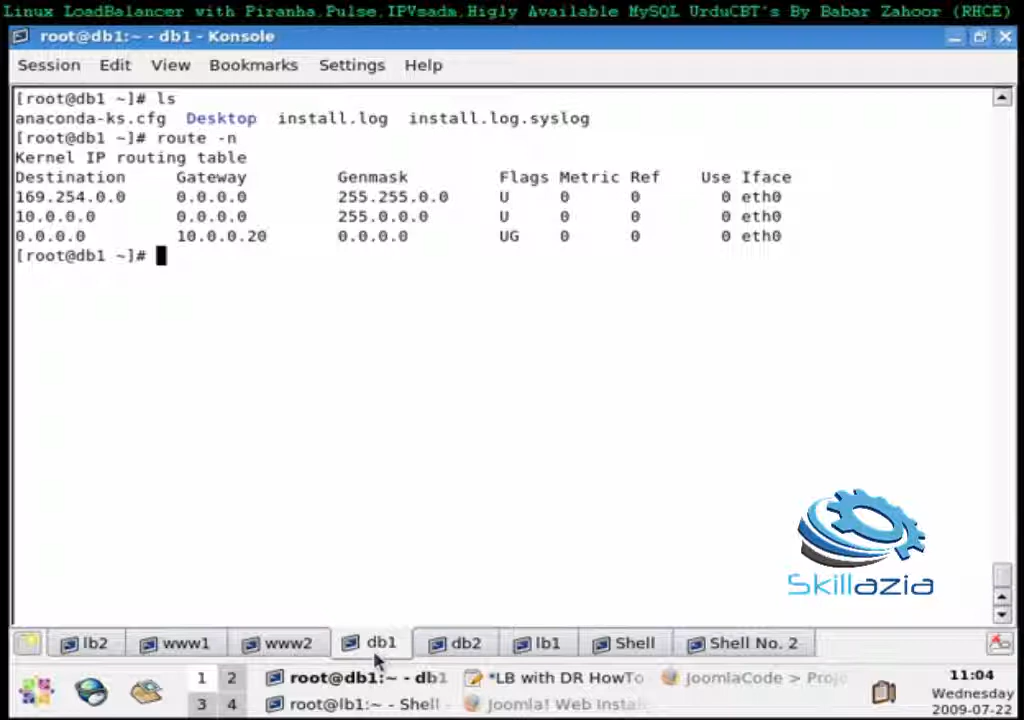 Linux LoadBalancer with Piranha,Pulse,IPVsadm,Higly Available MySQL UrduCBT's By Babar Zahoor (RHCE)
root@db1:~ - db1 - Konsole
Session Edit View Bookmarks Settings Help
[root@db1 ~]# ls
anaconda-ks.cfg Desktop install.log install.log.syslog
[root@db1 ~]# route -n
Kernel IP routing table
Destination Gateway Genmask Flags Metric Ref Use Iface
169.254.0.0 0.0.0.0 255.255.0.0 U 0 0 0 eth0
10.0.0.0 0.0.0.0 255.0.0.0 U 0 0 0 eth0
0.0.0.0 10.0.0.20 0.0.0.0 UG 0 0 0 eth0
[root@db1 ~]#
Skillazia
lb2 www1 www2 db1 db2 lb1 Shell Shell No. 2
1 2 root@db1:~ - db1 *LB with DR HowTo JoomlaCode > Proje 11:04
Wednesday
3 4 root@lb1:~ - Shell Joomla! Web Instal 2009-07-22